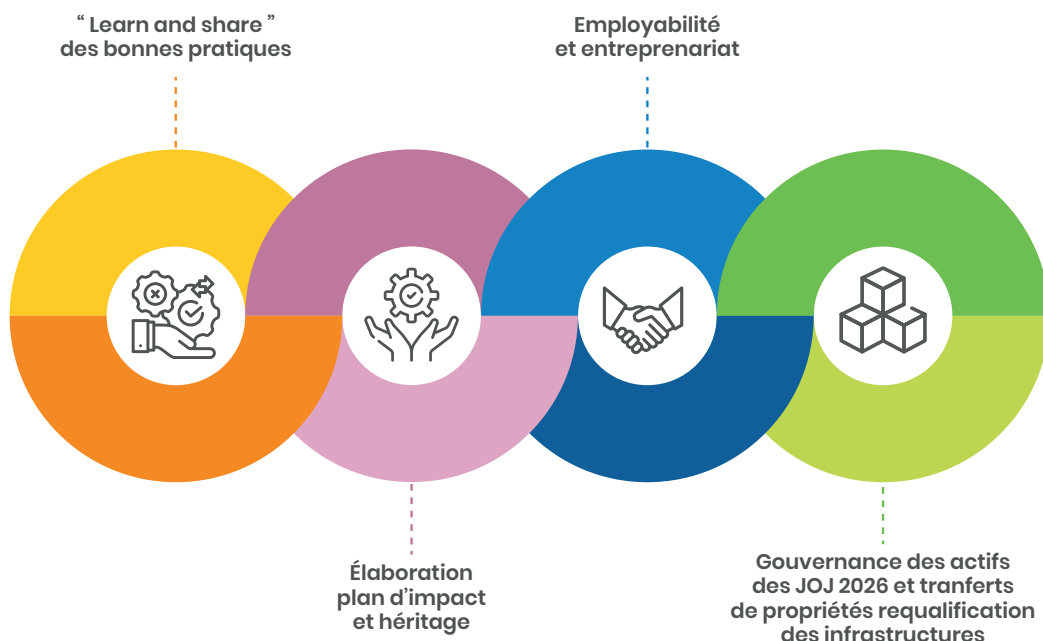 “ Learn and share ”
des bonnes pratiques
Employabilité
et entreprenariat
Élaboration
plan d’impact
et héritage
Gouvernance des actifs
des JOJ 2026 et tranferts
de propriétés requalification
des infrastructures